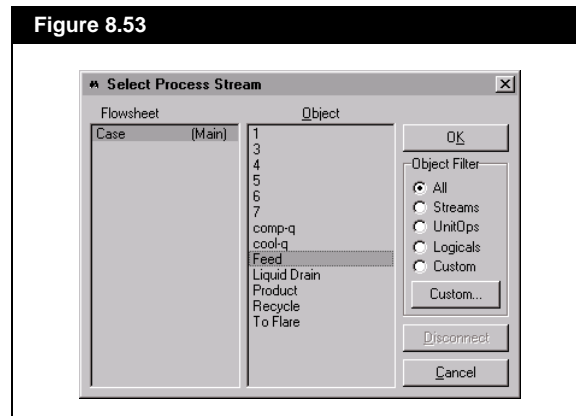 Figure 8.53
Select Process Stream
Flowsheet
Object
Case (Main)
1
3
4
5
6
7
comp-q
cool-q
Feed
Liquid Drain
Product
Recycle
To Flare
OK
Object Filter
All
Streams
UnitOps
Logicals
Custom
Custom...
Disconnect
Cancel